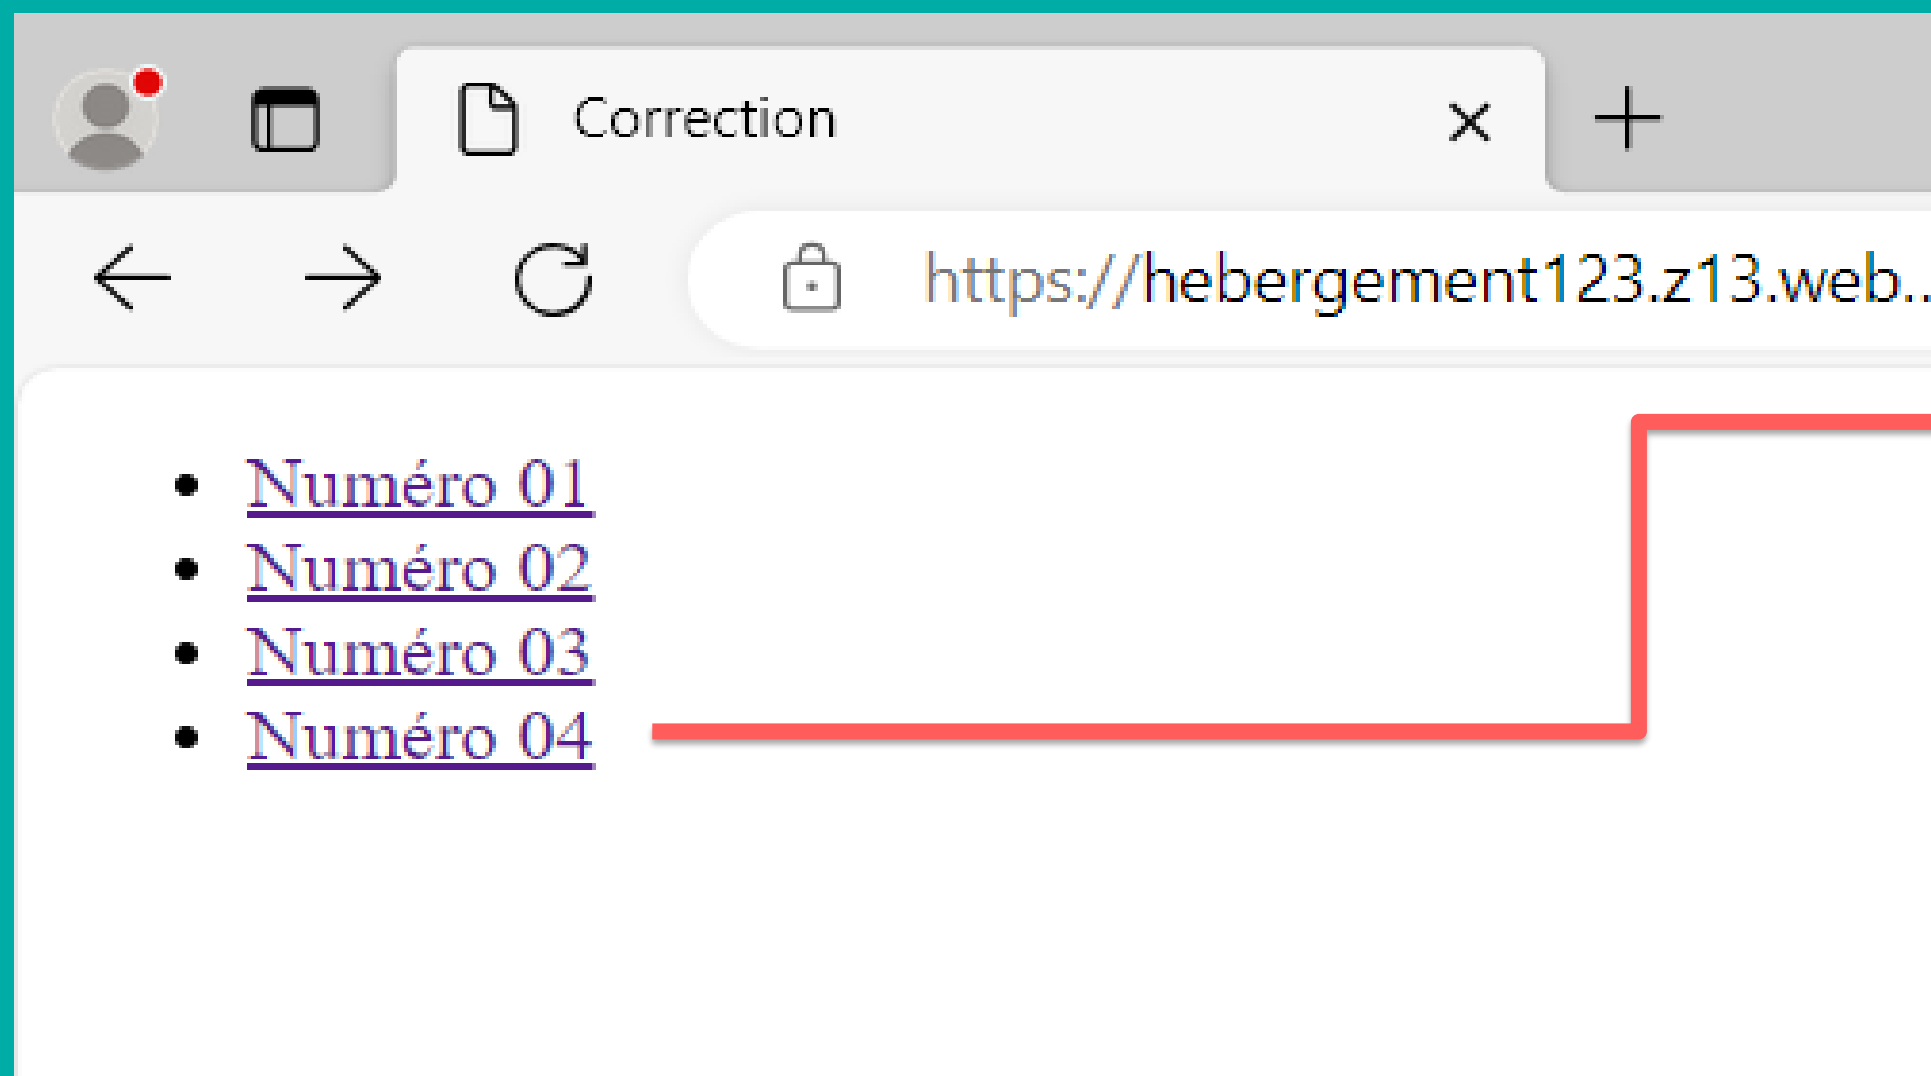 Correction
https://hebergement123.z13.web...
Numéro 01
Numéro 02
Numéro 03
Numéro 04